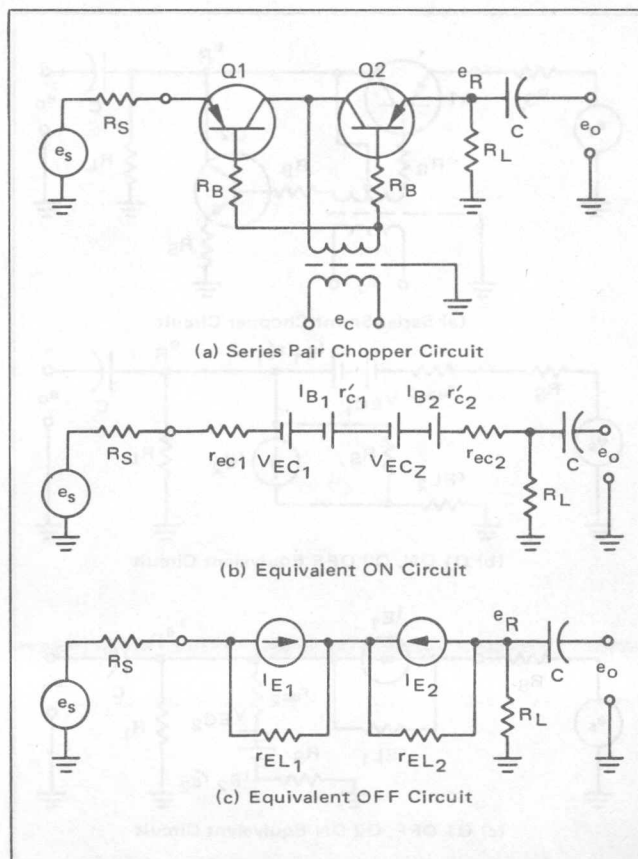 Q1
Q2
e_R
R_S
C
e_o
e_s
R_B
R_B
R_L
e_c
(a) Series Pair Chopper Circuit
I_B1 r'_c1
I_B2 r'_c2
R_S
r_ec1
V_EC1
V_ECZ
r_ec2
C
e_o
e_s
R_L
(b) Equivalent ON Circuit
e_R
R_S
I_E1
I_E2
C
e_o
e_s
r_EL1
r_EL2
R_L
(c) Equivalent OFF Circuit